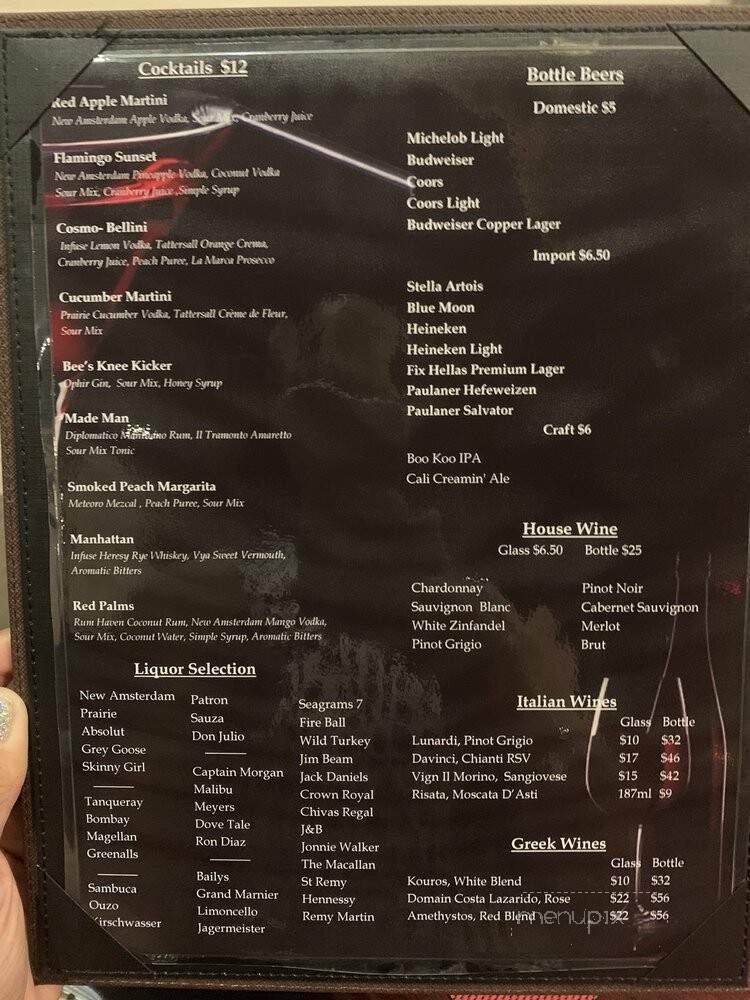 Cocktails $12
Red Apple Martini
New Amsterdam Apple Vodka, Sour Mix, Cranberry Juice
Flamingo Sunset
New Amsterdam Pineapple Vodka, Coconut Vodka
Sour Mix, Cranberry Juice ,Simple Syrup
Cosmo- Bellini
Infuse Lemon Vodka, Tattersall Orange Crema,
Cranberry Juice, Peach Puree, La Marca Prosecco
Cucumber Martini
Prairie Cucumber Vodka, Tattersall Crème de Fleur,
Sour Mix
Bee's Knee Kicker
Ophir Gin, Sour Mix, Honey Syrup
Made Man
Diplomatico Rum, Il Tramonto Amaretto
Sour Mix Tonic
Smoked Peach Margarita
Meteoro Mezcal , Peach Puree, Sour Mix
Manhattan
Infuse Heresy Rye Whiskey, Vya Sweet Vermouth,
Aromatic Bitters
Red Palms
Rum Haven Coconut Rum, New Amsterdam Mango Vodka,
Sour Mix, Coconut Water, Simple Syrup, Aromatic Bitters
Liquor Selection
New Amsterdam
Prairie
Absolut
Grey Goose
Skinny Girl
Tanqueray
Bombay
Magellan
Greenalls
Sambuca
Ouzo
Kirschwasser
Patron
Sauza
Don Julio
Captain Morgan
Malibu
Meyers
Dove Tale
Ron Diaz
Bailys
Grand Marnier
Limoncello
Jagermeister
Seagrams 7
Fire Ball
Wild Turkey
Jim Beam
Jack Daniels
Crown Royal
Chivas Regal
J&B
Jonnie Walker
The Macallan
St Remy
Hennessy
Remy Martin
Bottle Beers
Domestic $5
Michelob Light
Budweiser
Coors
Coors Light
Budweiser Copper Lager
Import $6.50
Stella Artois
Blue Moon
Heineken
Heineken Light
Fix Hellas Premium Lager
Paulaner Hefeweizen
Paulaner Salvator
Craft $6
Boo Koo IPA
Cali Creamin' Ale
House Wine
Glass $6.50 Bottle $25
Chardonnay Pinot Noir
Sauvignon Blanc Cabernet Sauvignon
White Zinfandel Merlot
Pinot Grigio Brut
Italian Wines
Glass Bottle
Lunardi, Pinot Grigio $10 $32
Davinci, Chianti RSV $17 $46
Vign Il Morino, Sangiovese $15 $42
Risata, Moscata D'Asti 187ml $9
Greek Wines
Glass Bottle
Kouros, White Blend $10 $32
Domain Costa Lazarido, Rose $22 $56
Amethystos, Red Blend $22 $56
menupix